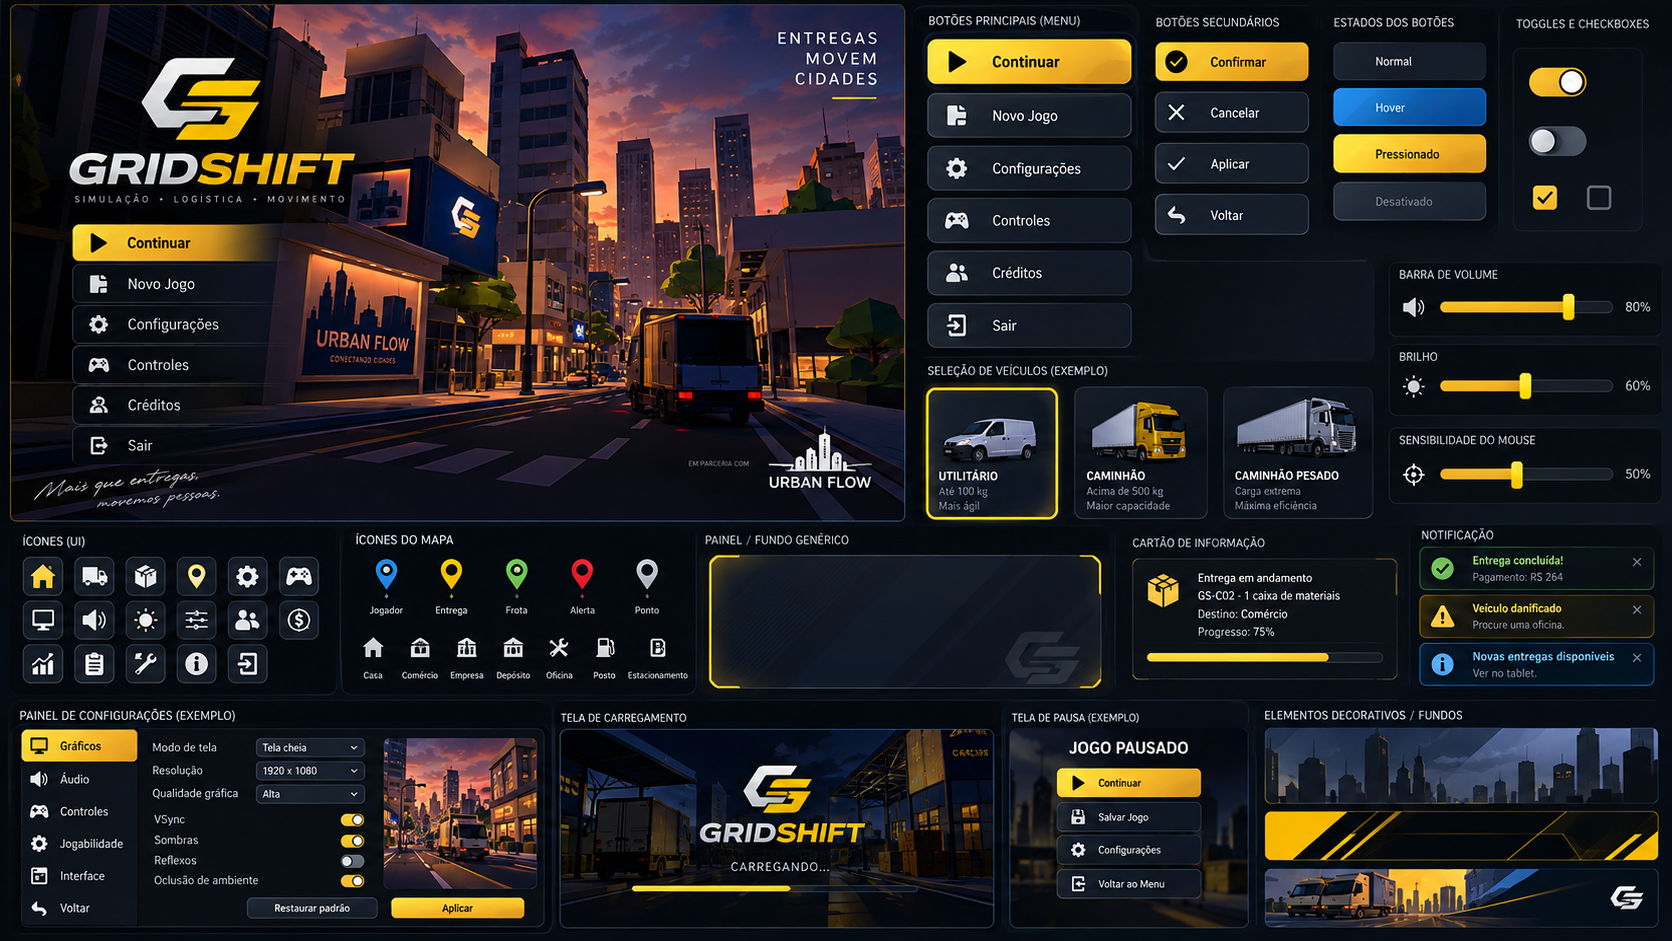 GRIDSHIFT
SIMULAÇÃO • LOGÍSTICA • MOVIMENTO
ENTREGAS
MOVEM
CIDADES
Continuar
Novo Jogo
Configurações
Controles
Créditos
Sair
Mais que entregas,
movemos pessoas.
URBAN FLOW
CONECTANDO CIDADES
EM PARCERIA COM
URBAN FLOW
BOTÕES PRINCIPAIS (MENU)
Continuar
Novo Jogo
Configurações
Controles
Créditos
Sair
BOTÕES SECUNDÁRIOS
Confirmar
Cancelar
Aplicar
Voltar
ESTADOS DOS BOTÕES
Normal
Hover
Pressionado
Desativado
TOGGLES E CHECKBOXES
BARRA DE VOLUME
80%
BRILHO
60%
SENSIBILIDADE DO MOUSE
50%
SELEÇÃO DE VEÍCULOS (EXEMPLO)
UTILITÁRIO
Até 100 kg
Mais ágil
CAMINHÃO
Acima de 500 kg
Maior capacidade
CAMINHÃO PESADO
Carga extrema
Máxima eficiência
ÍCONES (UI)
ÍCONES DO MAPA
Jogador
Entrega
Frota
Alerta
Ponto
Casa
Comércio
Empresa
Depósito
Oficina
Posto
Estacionamento
PAINEL / FUNDO GENÉRICO
CARTÃO DE INFORMAÇÃO
Entrega em andamento
GS-C02 - 1 caixa de materiais
Destino: Comércio
Progresso: 75%
NOTIFICAÇÃO
Entrega concluída!
Pagamento: R$ 264
Veículo danificado
Procure uma oficina.
Novas entregas disponíveis
Ver no tablet.
PAINEL DE CONFIGURAÇÕES (EXEMPLO)
Gráficos
Áudio
Controles
Jogabilidade
Interface
Voltar
Modo de tela
Tela cheia
Resolução
1920 x 1080
Qualidade gráfica
Alta
VSync
Sombras
Reflexos
Oclusão de ambiente
Restaurar padrão
Aplicar
TELA DE CARREGAMENTO
GRIDSHIFT
CARREGANDO...
TELA DE PAUSA (EXEMPLO)
JOGO PAUSADO
Continuar
Salvar Jogo
Configurações
Voltar ao Menu
ELEMENTOS DECORATIVOS / FUNDOS